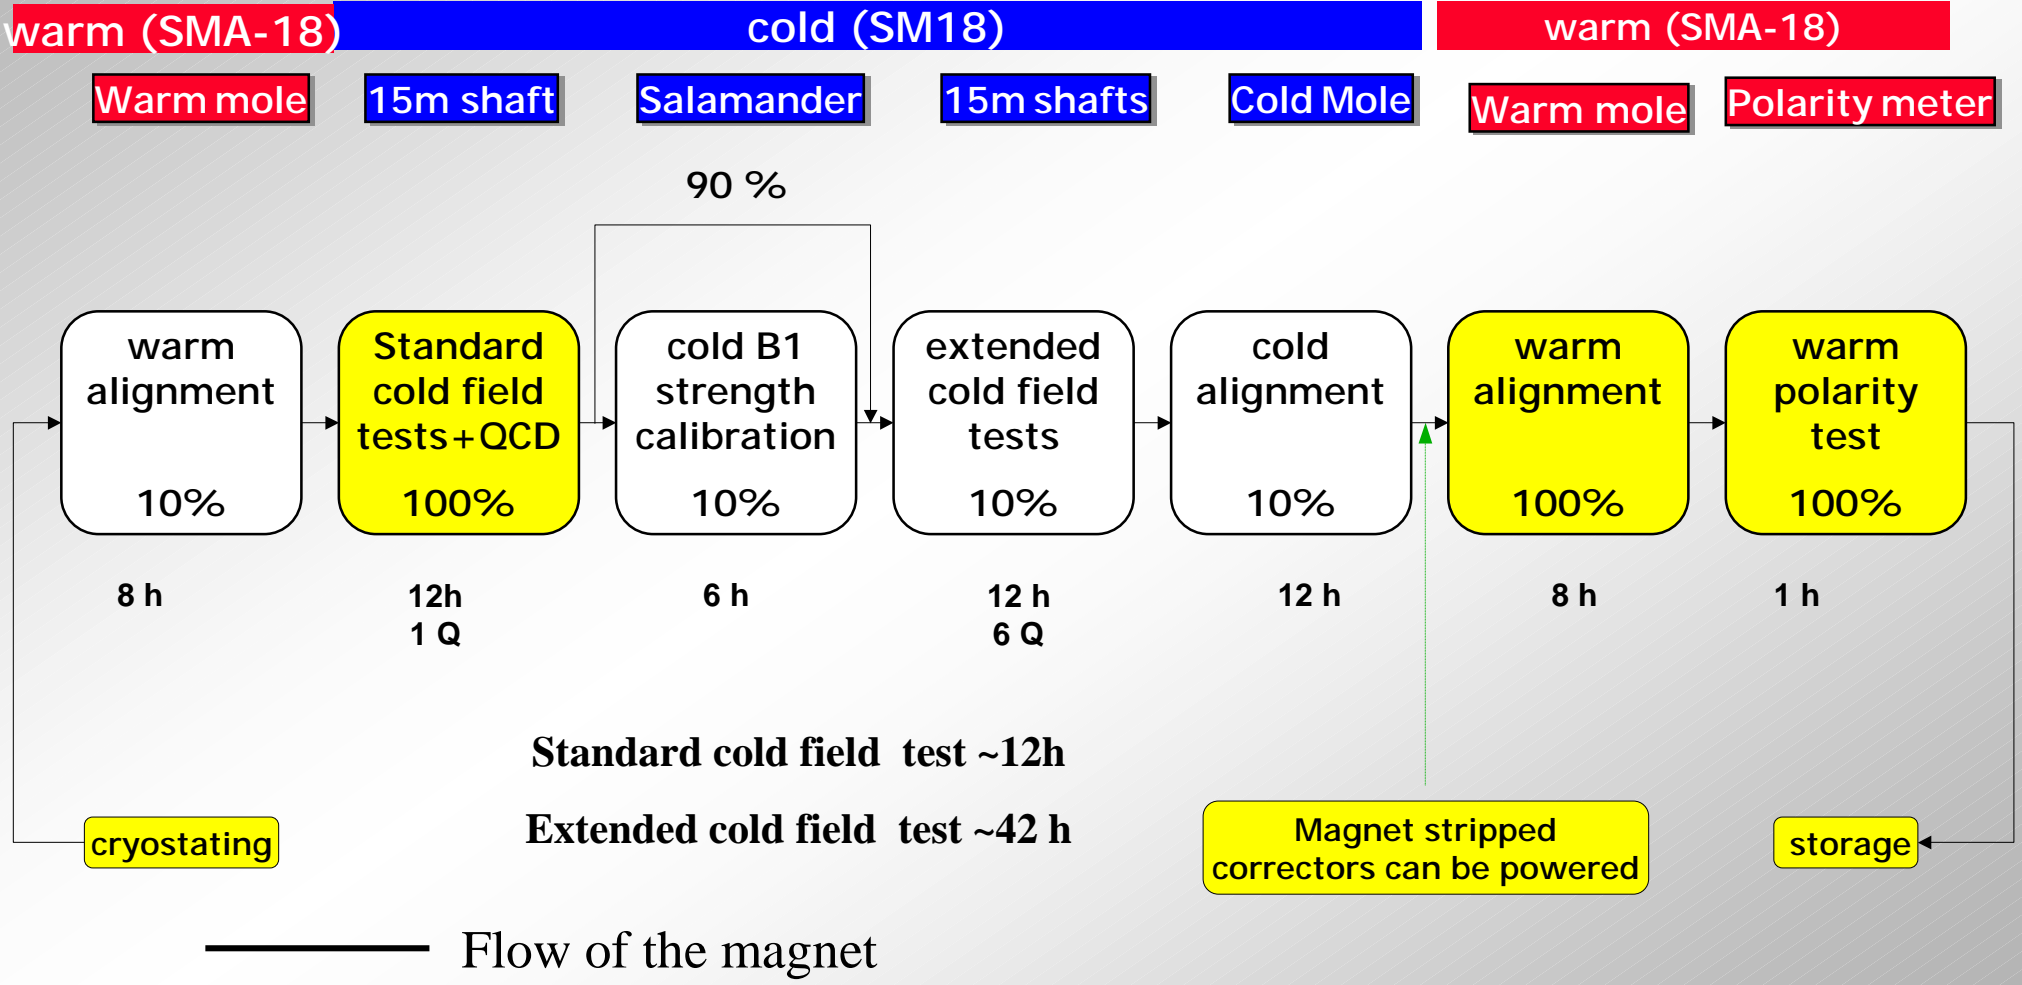 warm (SMA-18)
cold (SM18)
warm (SMA-18)
Warm mole
15m shaft
Salamander
15m shafts
Cold Mole
Warm mole
Polarity meter
90 %
warm
alignment
10%
Standard
cold field
tests+QCD
100%
cold B1
strength
calibration
10%
extended
cold field
tests
10%
cold
alignment
10%
warm
alignment
100%
warm
polarity
test
100%
8 h
12h
1 Q
6 h
12 h
6 Q
12 h
8 h
1 h
Standard cold field test ~12h
Extended cold field test ~42 h
cryostating
Magnet stripped
correctors can be powered
storage
Flow of the magnet